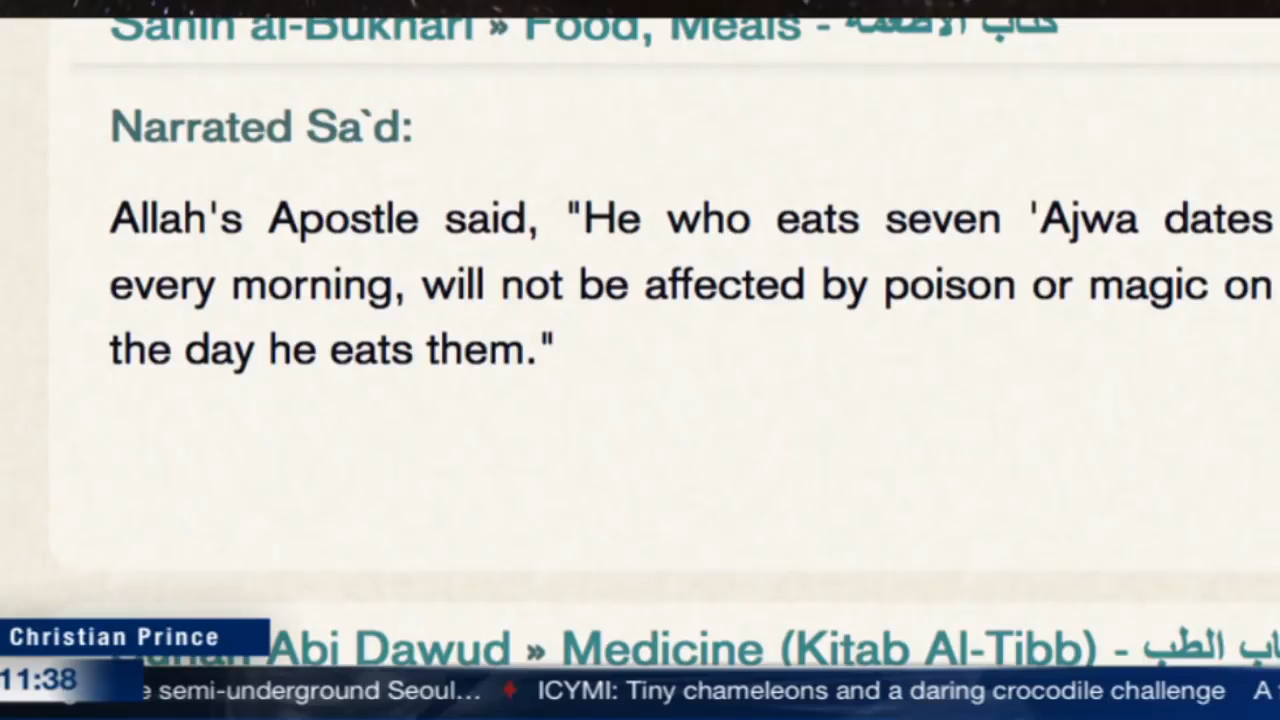 Sahih al-Bukhari » Food, Meals - كتاب الأطعمة
Narrated Sa`d:
Allah's Apostle said, "He who eats seven 'Ajwa dates
every morning, will not be affected by poison or magic on
the day he eats them."
Christian Prince
Abi Dawud » Medicine (Kitab Al-Tibb) - الطب
11:38
e semi-underground Seoul... ♦ ICYMI: Tiny chameleons and a daring crocodile challenge A